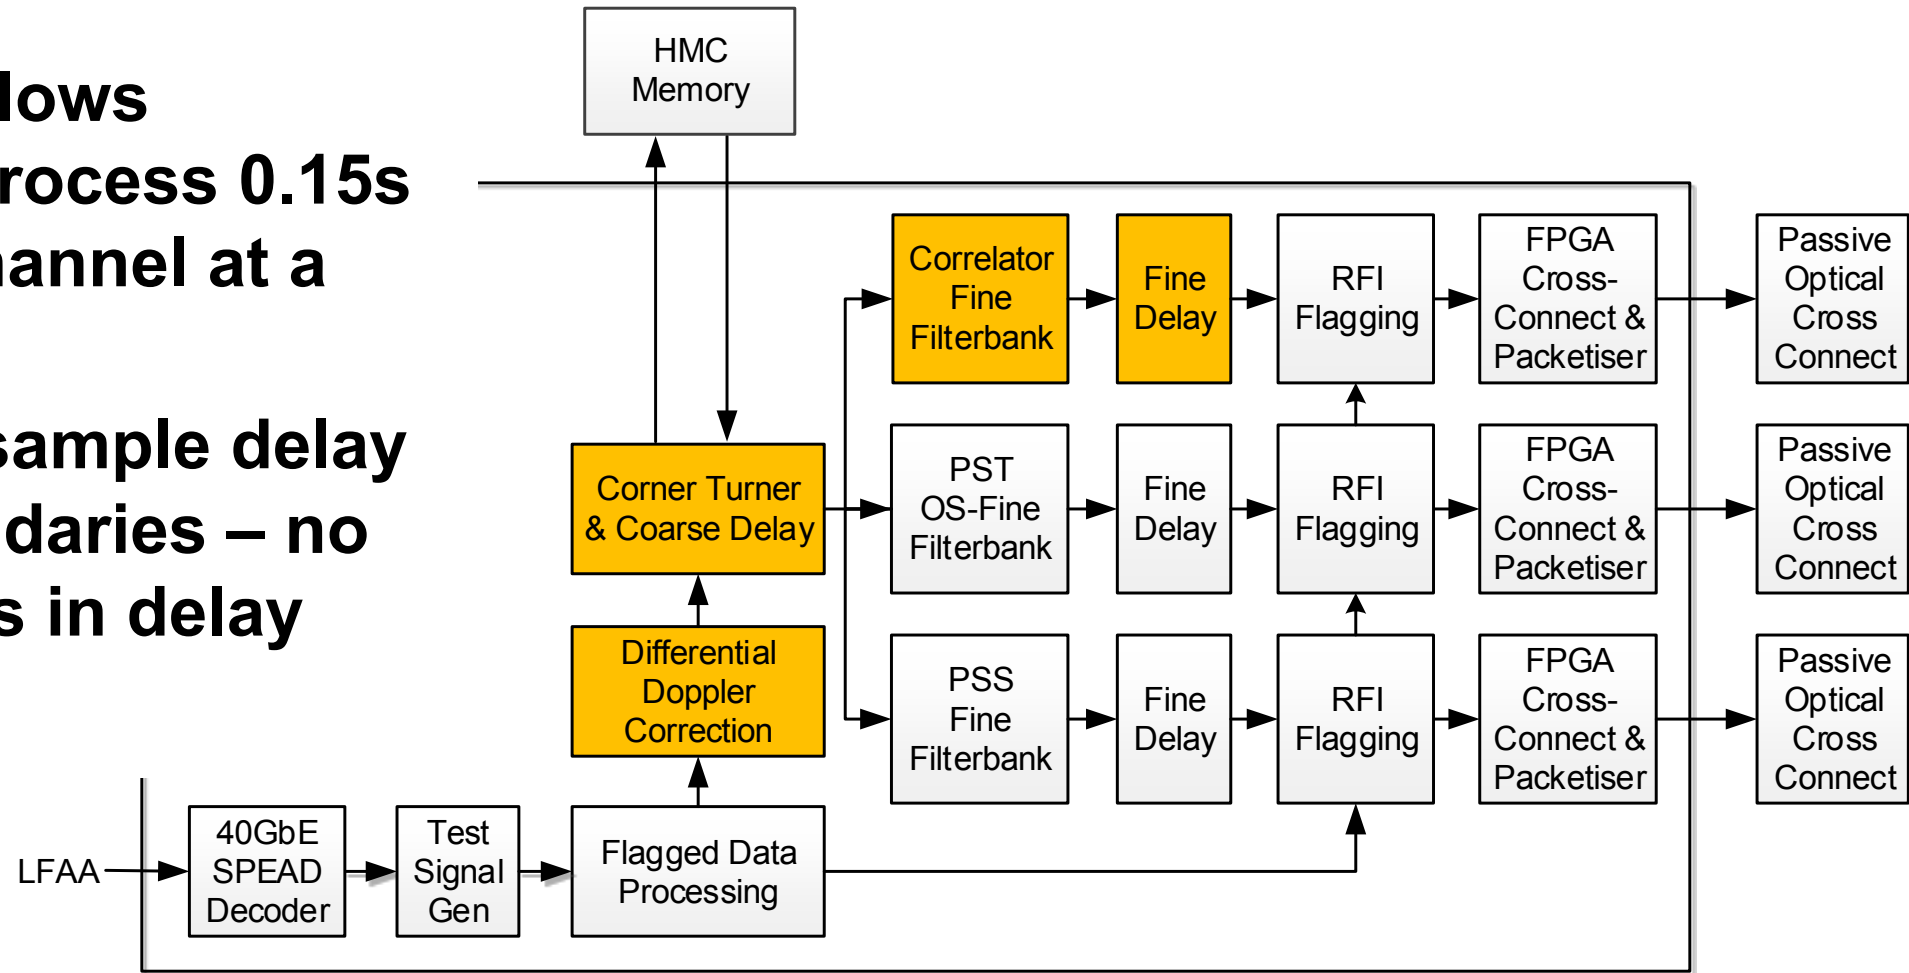 lows
rocess 0.15s
hannel at a
sample delay
daries – no
s in delay
HMC
Memory
Correlator
Fine
Filterbank
Fine
Delay
RFI
Flagging
FPGA
Cross-
Connect &
Packetiser
Passive
Optical
Cross
Connect
Corner Turner
& Coarse Delay
PST
OS-Fine
Filterbank
Fine
Delay
RFI
Flagging
FPGA
Cross-
Connect &
Packetiser
Passive
Optical
Cross
Connect
Differential
Doppler
Correction
PSS
Fine
Filterbank
Fine
Delay
RFI
Flagging
FPGA
Cross-
Connect &
Packetiser
Passive
Optical
Cross
Connect
LFAA
40GbE
SPEAD
Decoder
Test
Signal
Gen
Flagged Data
Processing